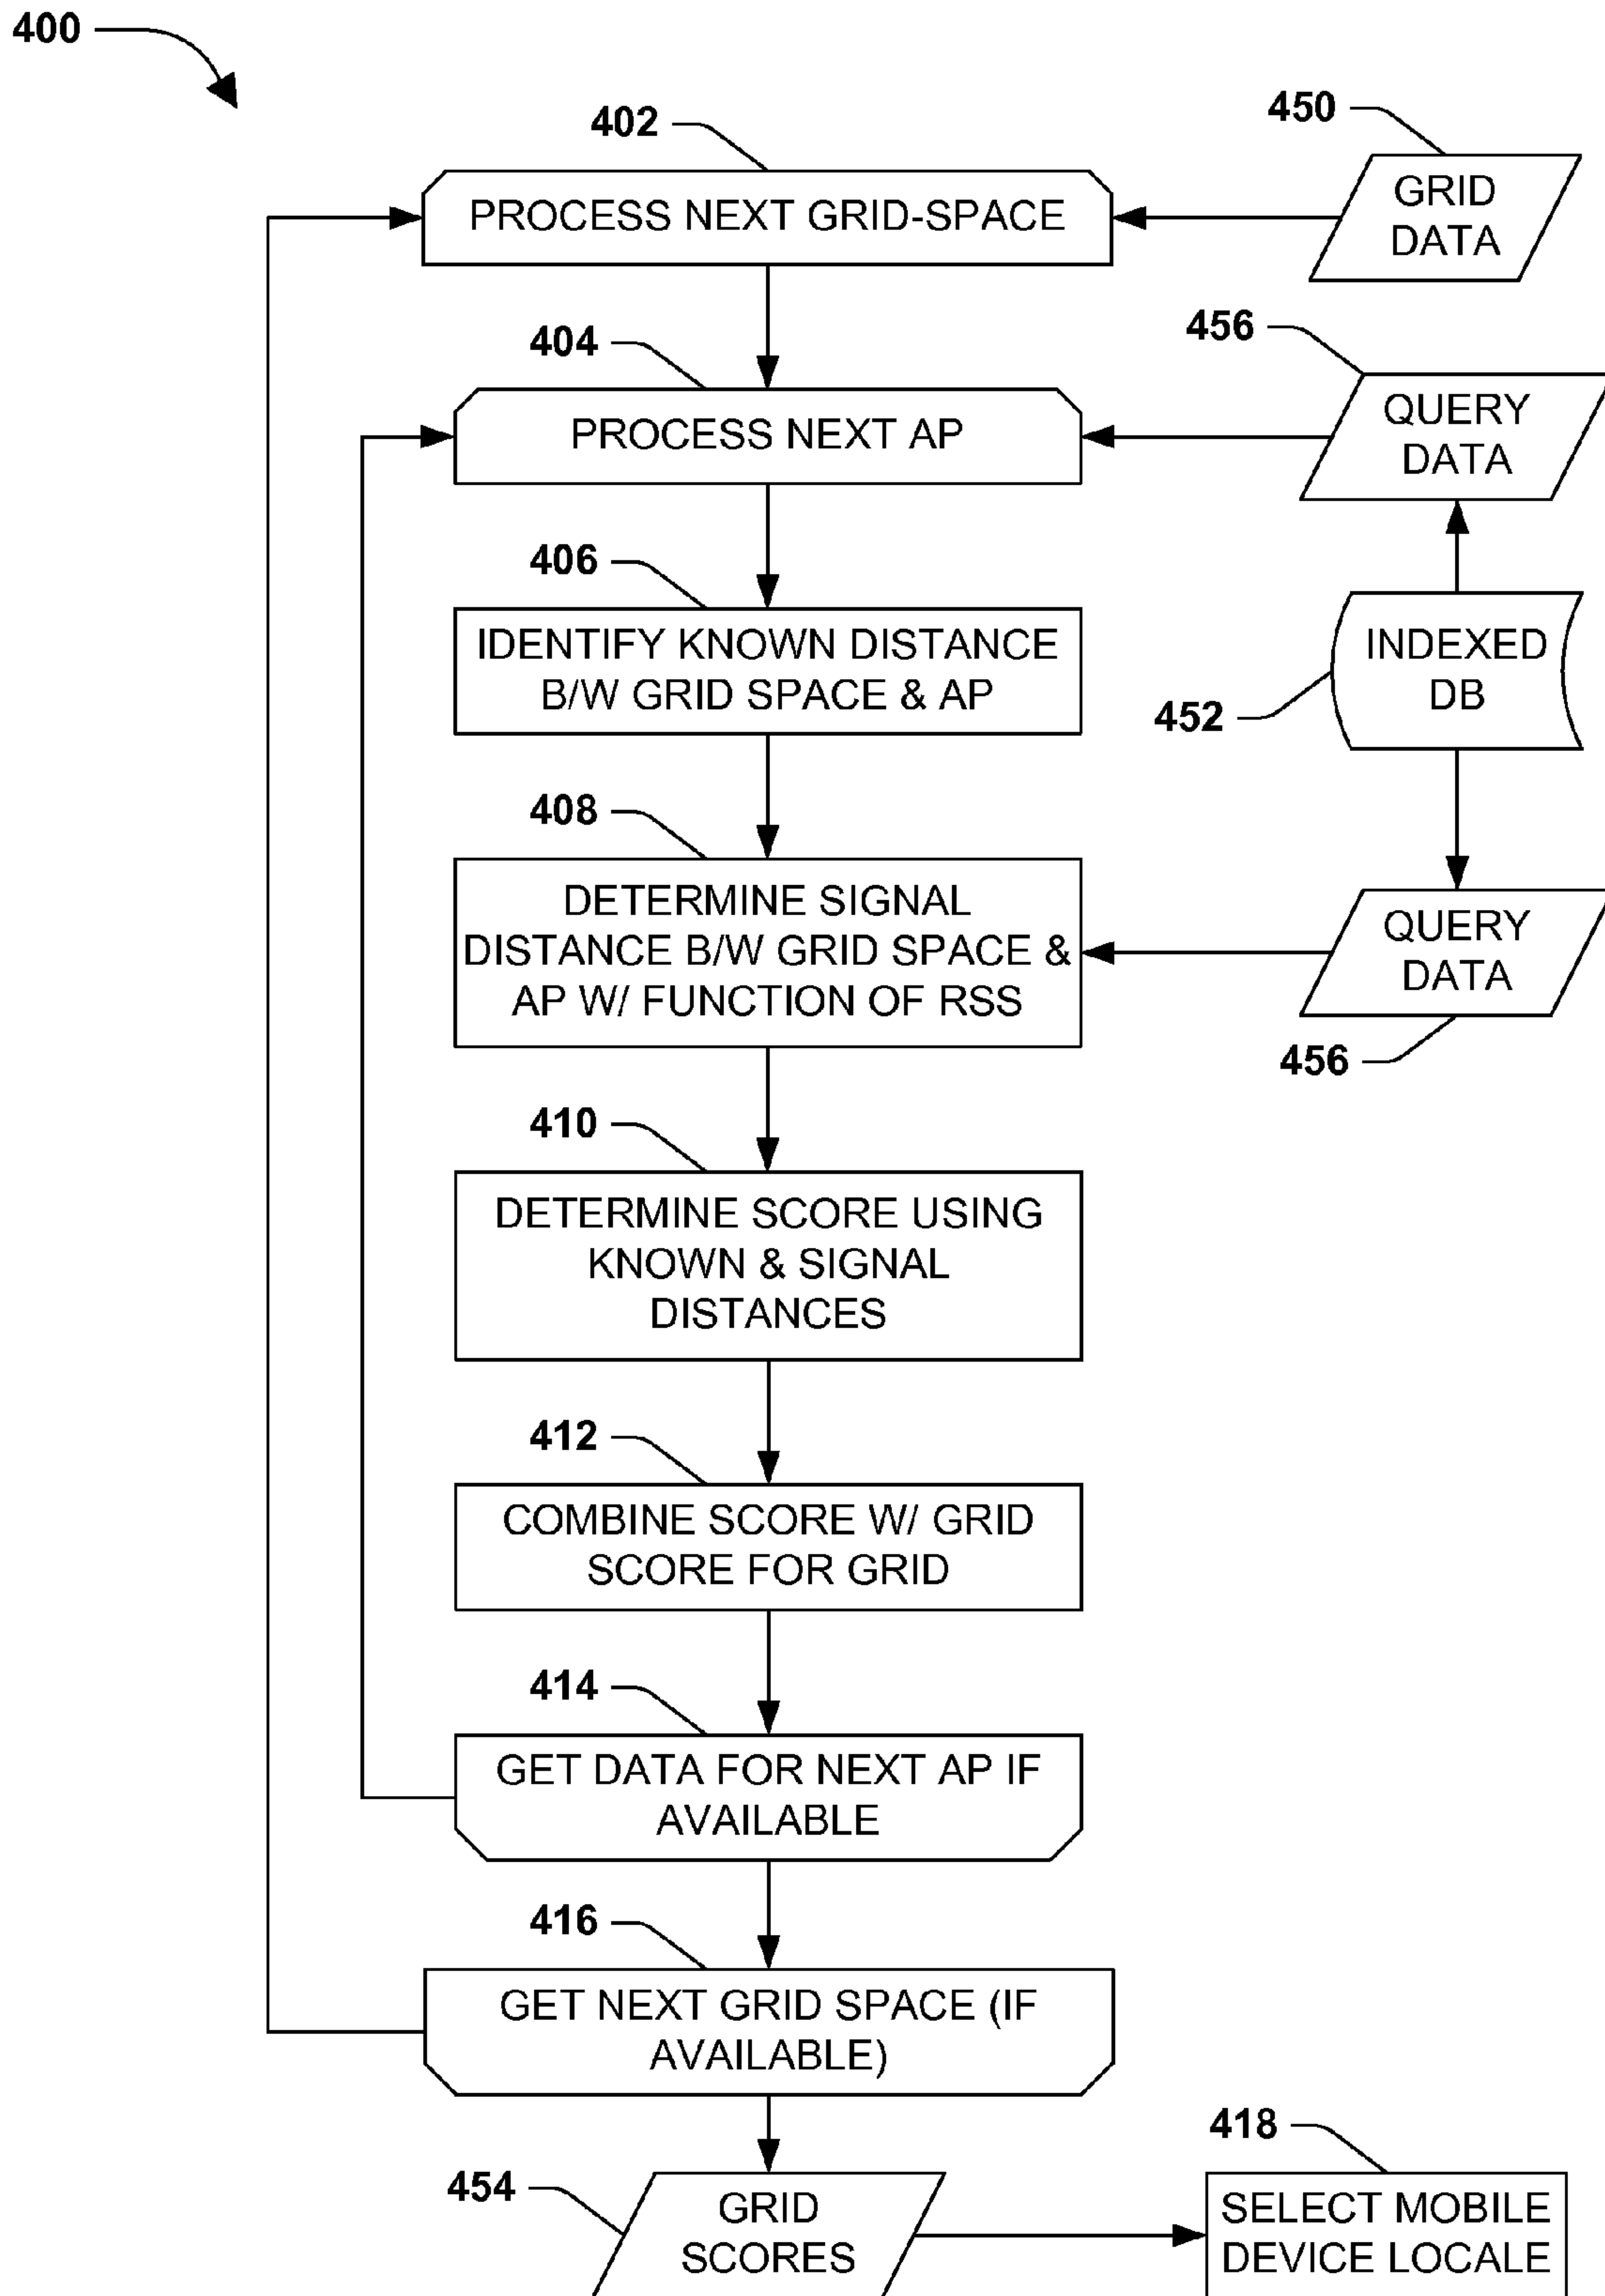 400
402
450
PROCESS NEXT GRID-SPACE
GRID
DATA
404
456
PROCESS NEXT AP
QUERY
DATA
406
IDENTIFY KNOWN DISTANCE
B/W GRID SPACE & AP
INDEXED
DB
452
408
DETERMINE SIGNAL
DISTANCE B/W GRID SPACE &
AP W/ FUNCTION OF RSS
QUERY
DATA
456
410
DETERMINE SCORE USING
KNOWN & SIGNAL
DISTANCES
412
COMBINE SCORE W/ GRID
SCORE FOR GRID
414
GET DATA FOR NEXT AP IF
AVAILABLE
416
GET NEXT GRID SPACE (IF
AVAILABLE)
418
454
GRID
SCORES
SELECT MOBILE
DEVICE LOCALE